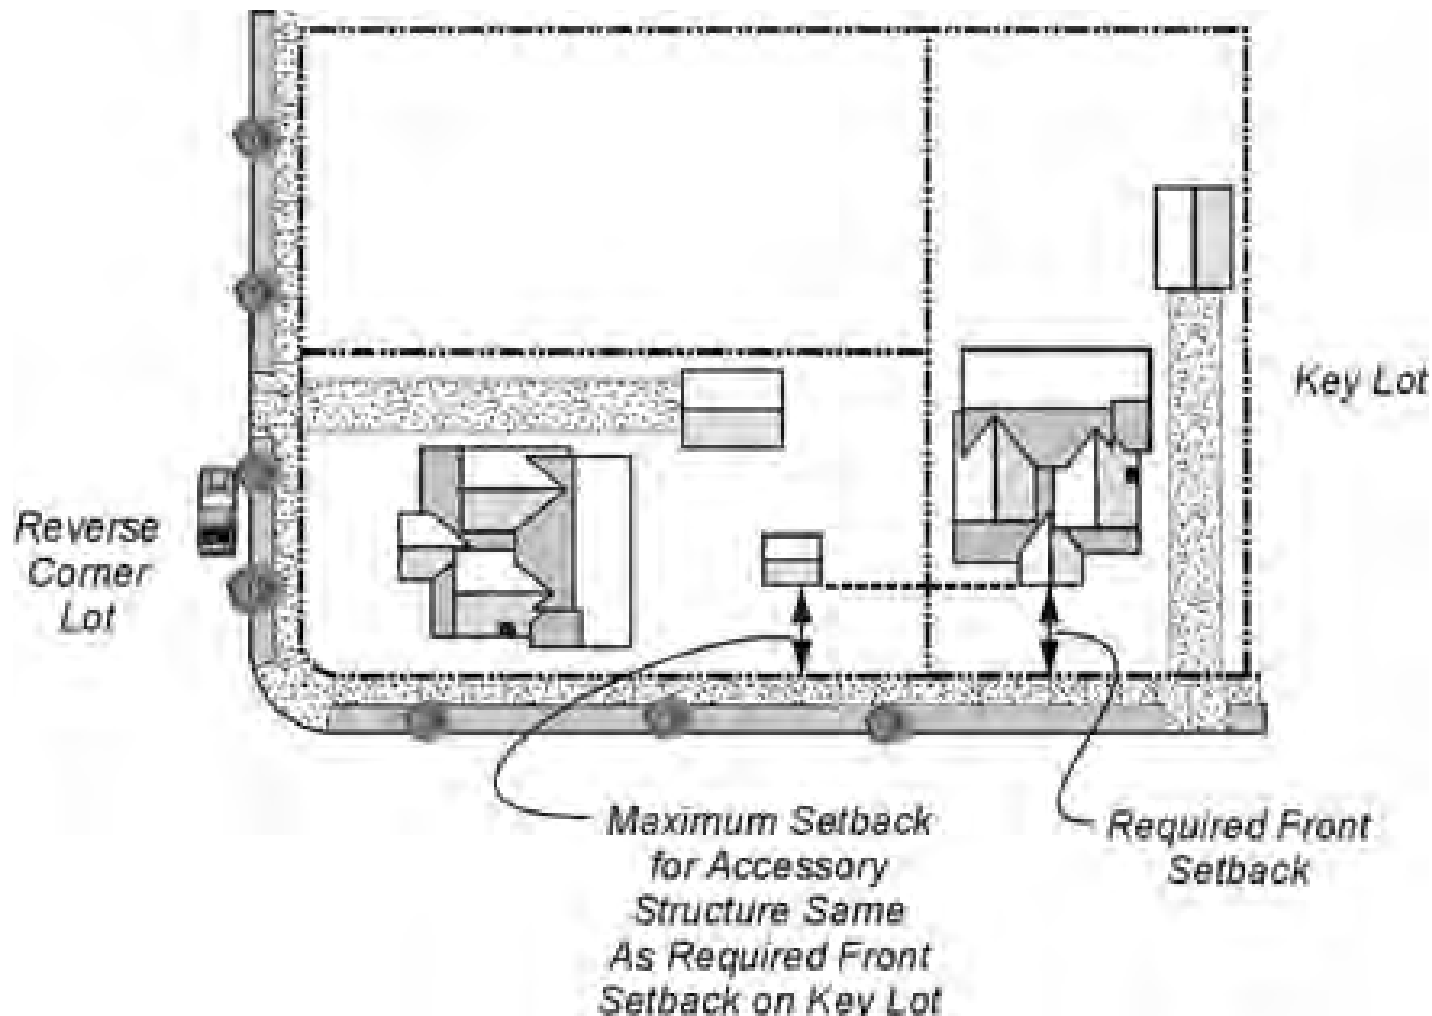 Key Lot
Reverse
Corner
Lot
Maximum Setback
for Accessory
Structure Same
As Required Front
Setback on Key Lot
Required Front
Setback